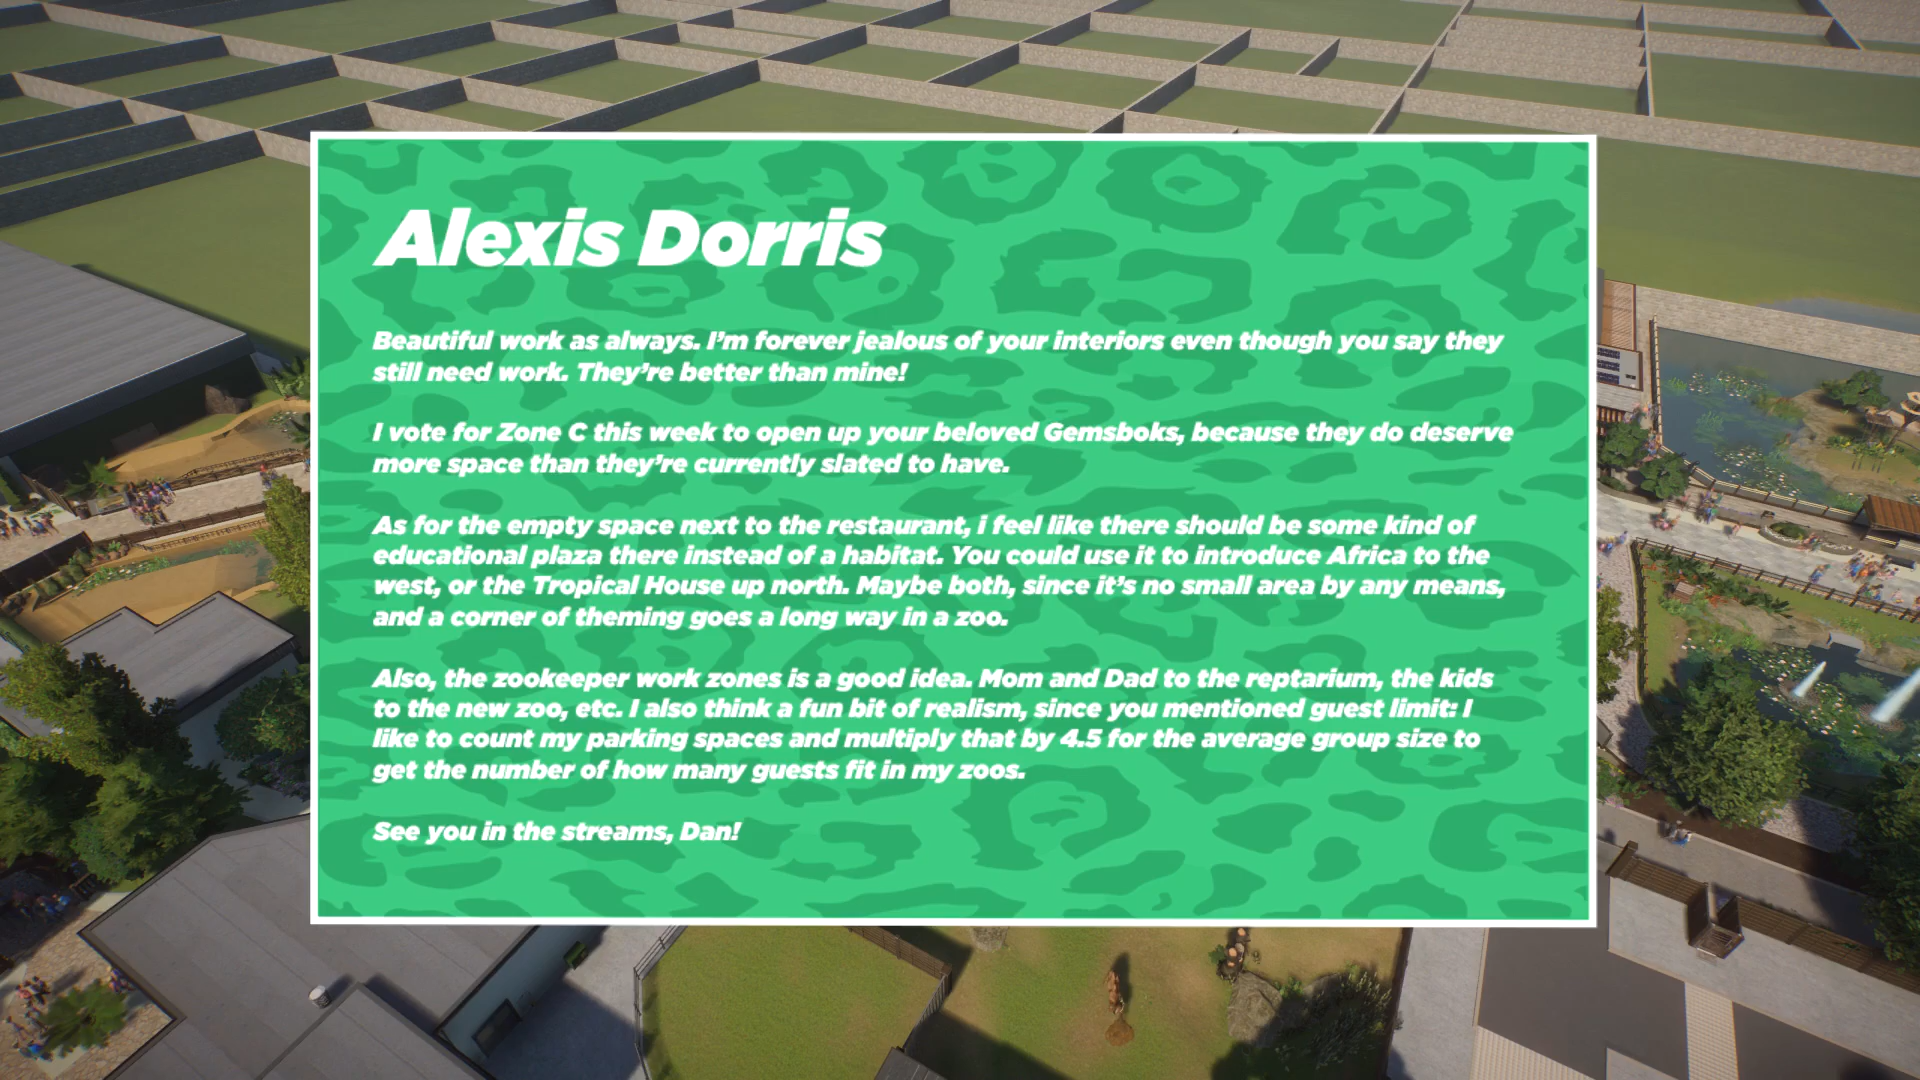 Alexis Dorris
Beautiful work as always. I'm forever jealous of your interiors even though you say they
still need work. They're better than mine!
I vote for Zone C this week to open up your beloved Gemsboks, because they do deserve
more space than they're currently slated to have.
As for the empty space next to the restaurant, i feel like there should be some kind of
educational plaza there instead of a habitat. You could use it to introduce Africa to the
west, or the Tropical House up north. Maybe both, since it's no small area by any means,
and a corner of theming goes a long way in a zoo.
Also, the zookeeper work zones is a good idea. Mom and Dad to the reptarium, the kids
to the new zoo, etc. I also think a fun bit of realism, since you mentioned guest limit: I
like to count my parking spaces and multiply that by 4.5 for the average group size to
get the number of how many guests fit in my zoos.
See you in the streams, Dan!